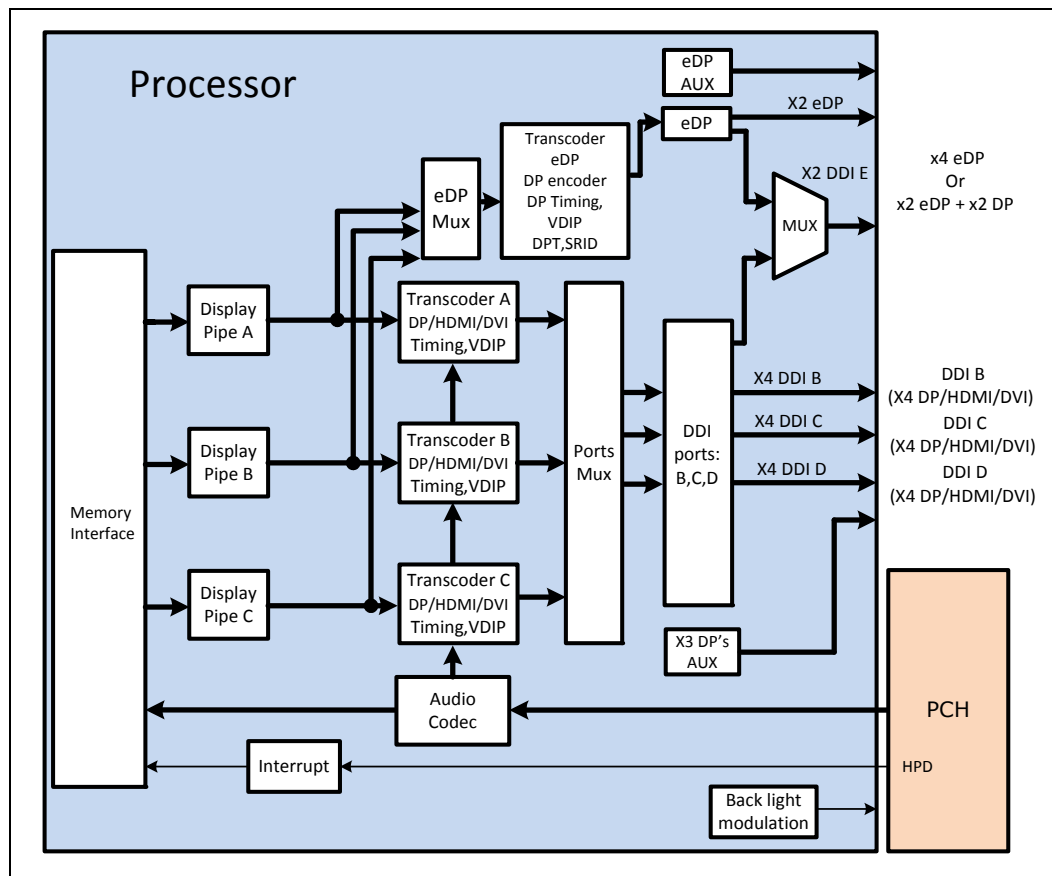 Processor
eDP
AUX
X2 eDP
eDP
Transcoder
eDP
DP encoder
DP Timing,
VDIP
DPT,SRID
eDP
Mux
X2 DDI E
MUX
x4 eDP
Or
x2 eDP + x2 DP
Memory
Interface
Display
Pipe A
Transcoder A
DP/HDMI/DVI
Timing,VDIP
Display
Pipe B
Transcoder B
DP/HDMI/DVI
Timing,VDIP
Display
Pipe C
Transcoder C
DP/HDMI/DVI
Timing,VDIP
Ports
Mux
DDI
ports:
B,C,D
X4 DDI B
X4 DDI C
X4 DDI D
DDI B
(X4 DP/HDMI/DVI)
DDI C
(X4 DP/HDMI/DVI)
DDI D
(X4 DP/HDMI/DVI)
X3 DP's
AUX
Audio
Codec
PCH
Interrupt
HPD
Back light
modulation